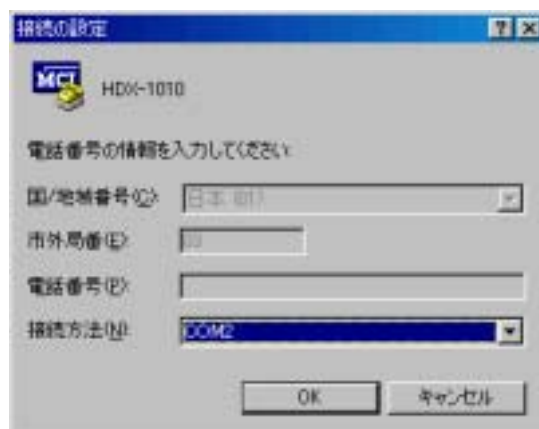 接続の設定
MCI
HDX-1010
電話番号の情報を入力してください:
国/地域番号(C): 日本 (81)
市外局番(E): 03
電話番号(P):
接続方法(N): COM2
OK キャンセル